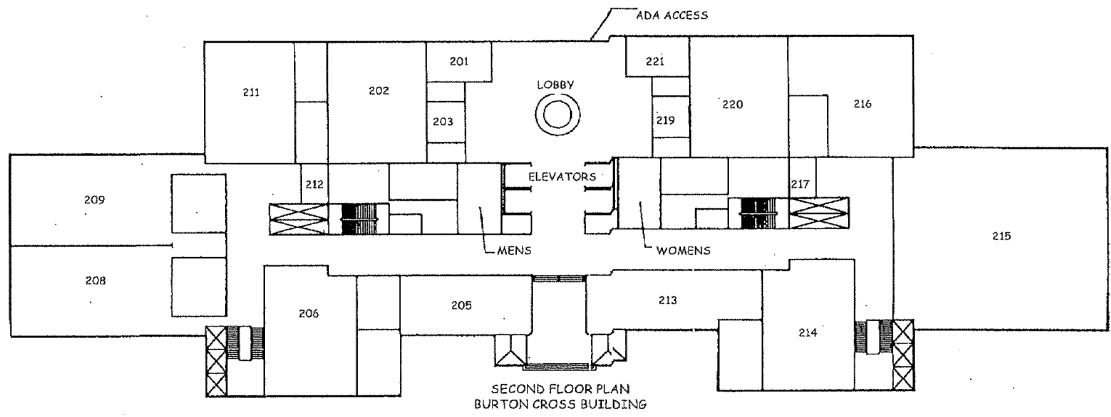 ADA ACCESS
201
221
LOBBY
211
202
220
216
203
219
ELEVATORS
212
217
209
215
MENS
WOMENS
208
206
205
213
214
SECOND FLOOR PLAN
BURTON CROSS BUILDING